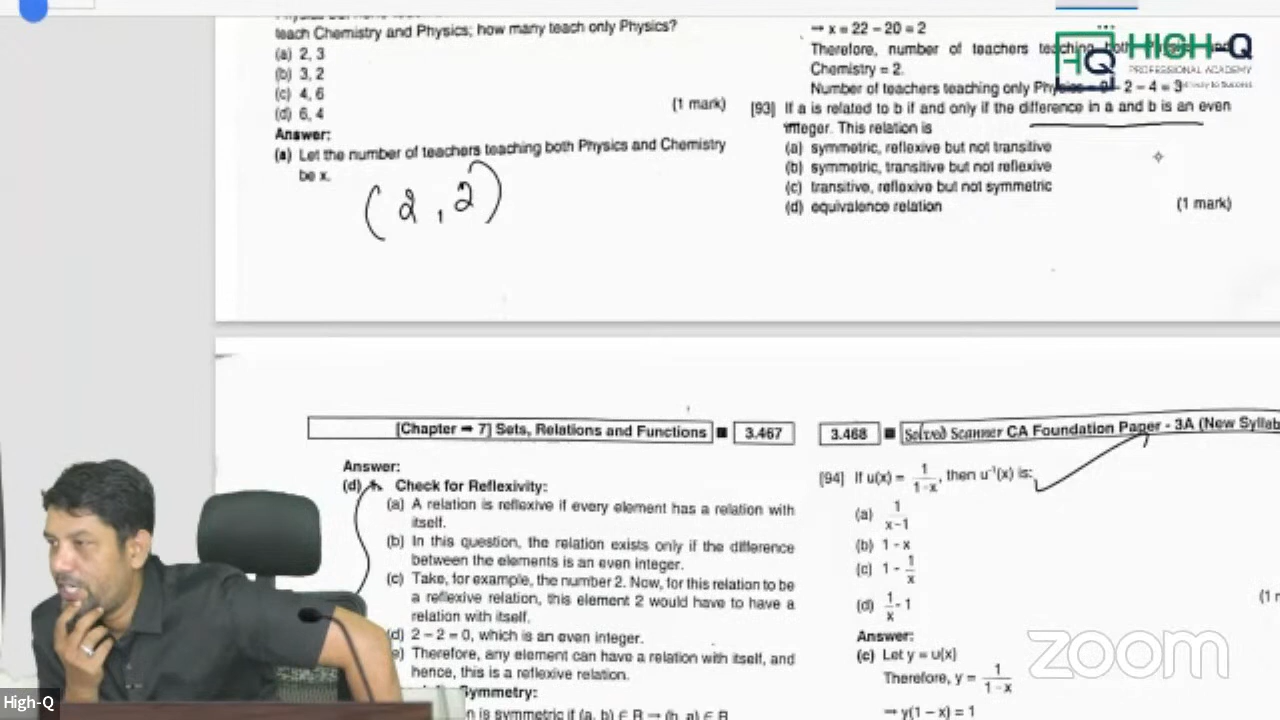 teach Chemistry and Physics; how many teach only Physics?
(a) 2, 3
(b) 3, 2
(c) 4, 6
(d) 6, 4
(1 mark)
Answer:
(a) Let the number of teachers teaching both Physics and Chemistry
be x.
(2, 2)
→ x = 22 − 20 = 2
Therefore, number of teachers teaching both
Chemistry = 2.
Number of teachers teaching only Physics = 9 − 2 − 4 = 3
HIGH-Q
PROFESSIONAL ACADEMY
HQ
[93] If a is related to b if and only if the difference in a and b is an even
integer. This relation is
(a) symmetric, reflexive but not transitive
(b) symmetric, transitive but not reflexive
(c) transitive, reflexive but not symmetric
(d) equivalence relation
(1 mark)
[Chapter ➡ 7] Sets, Relations and Functions ■ 3.467
Answer:
(d) Check for Reflexivity:
(a) A relation is reflexive if every element has a relation with
itself.
(b) In this question, the relation exists only if the difference
between the elements is an even integer.
(c) Take, for example, the number 2. Now, for this relation to be
a reflexive relation, this element 2 would have to have a
relation with itself.
(d) 2 − 2 = 0, which is an even integer.
Therefore, any element can have a relation with itself, and
hence, this is a reflexive relation.
Symmetry:
is symmetric if (a, b) ∈ R → (b, a) ∈ R
3.468 ■ Solved Scanner CA Foundation Paper - 3A (New Syllab
[94] If u(x) = 1/(1-x), then u⁻¹(x) is:
(a) 1/(x−1)
(b) 1 - x
(c) 1 - 1/x
(d) 1/x - 1
Answer:
(c) Let y = u(x)
Therefore, y = 1/(1-x)
→ y(1 − x) = 1
zoom
High-Q